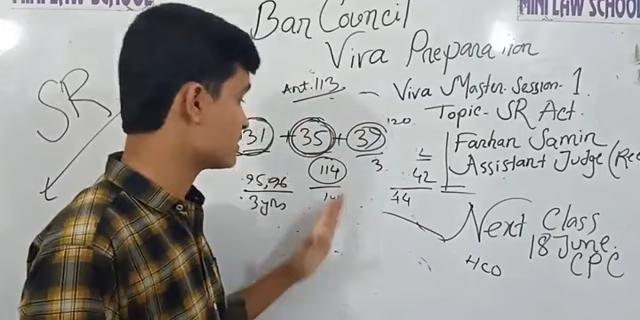 MINI LAW SCHOOL
MINI LAW SCHOOL
Bar Council
Viva Preparation
Art. 113 - Viva Master Session 1
Topic- SR Act
SR
31 + 35 + 39 120
Farhan Samin
Assistant Judge (Rec
95,96 114 3 42
3 yrs 44
Next Class
18 June
CPC